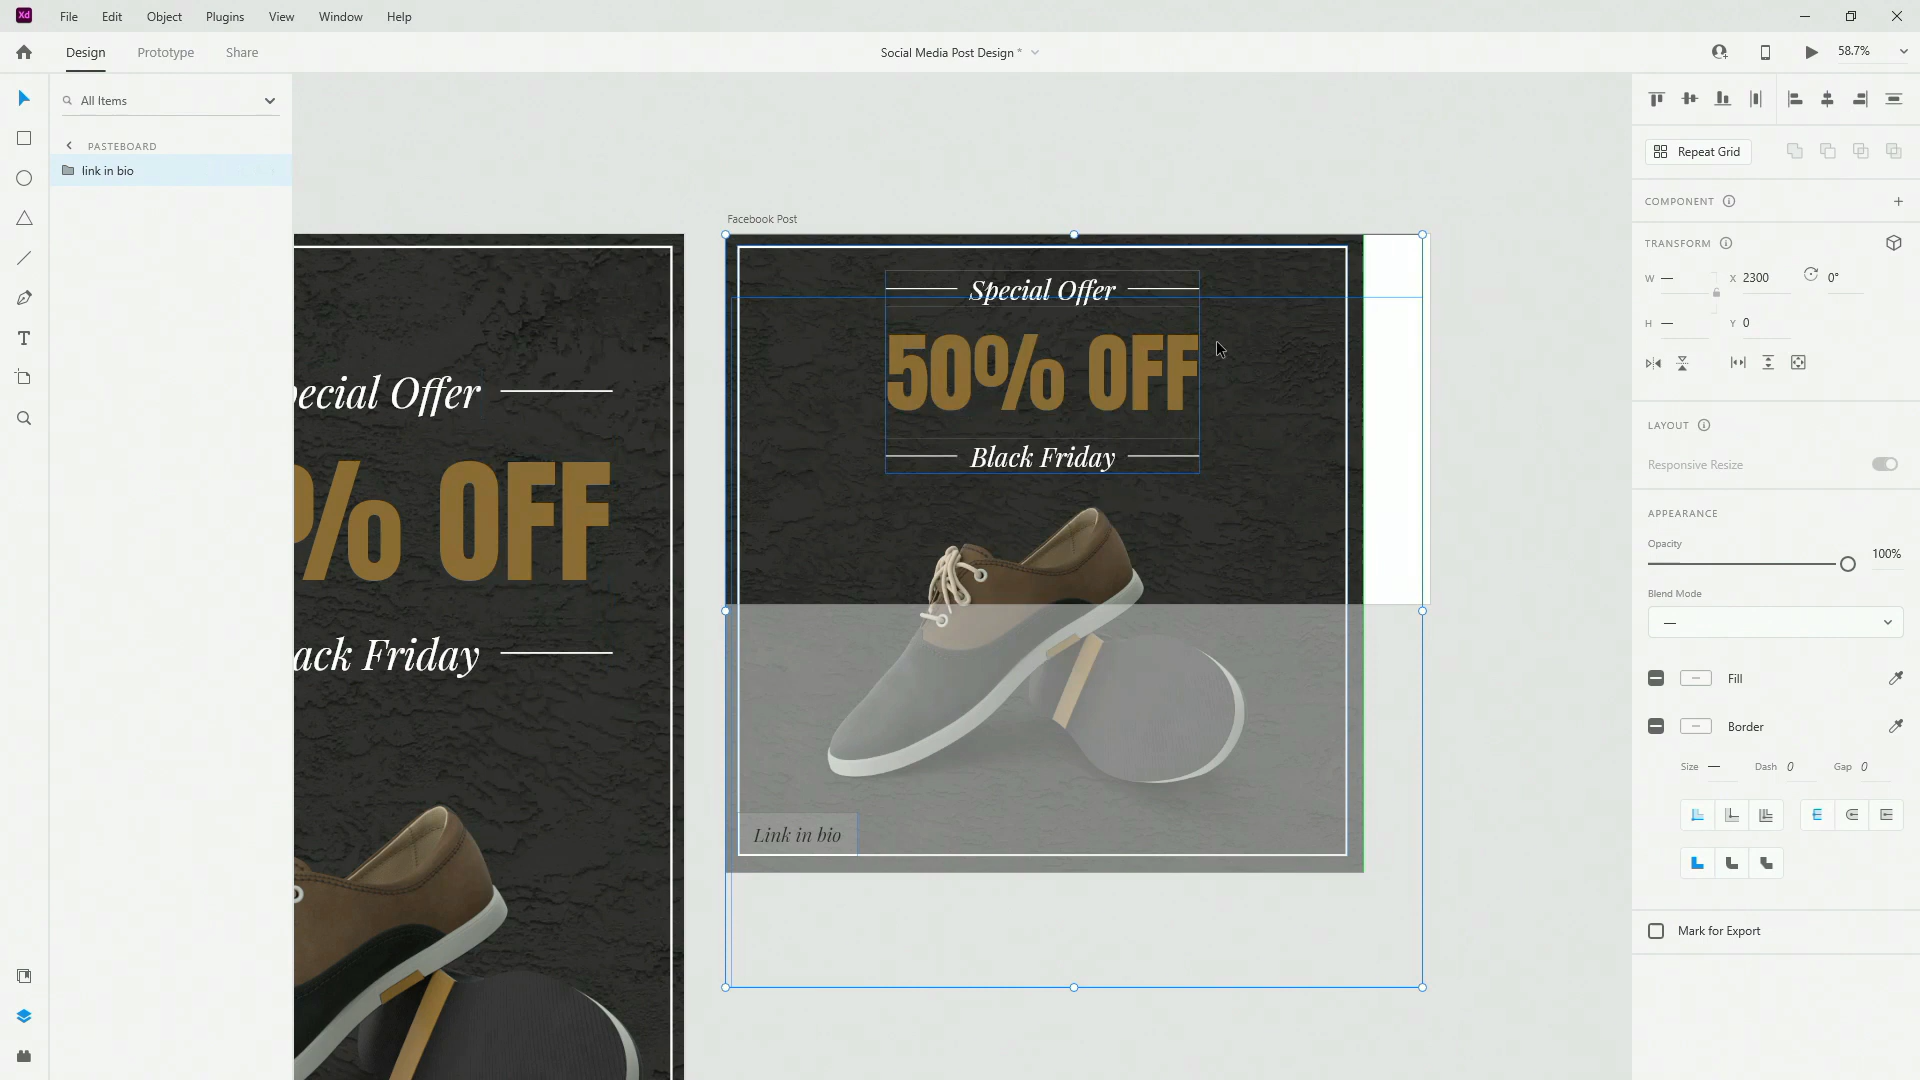 Xd File Edit Object Plugins View Window Help
Design Prototype Share
Social Media Post Design *
58.7%
All Items
PASTEBOARD
link in bio
ecial Offer
% OFF
ack Friday
Facebook Post
Special Offer
50% OFF
Black Friday
Link in bio
Repeat Grid
COMPONENT
TRANSFORM
W — X 2300 0°
H — Y 0
LAYOUT
Responsive Resize
APPEARANCE
Opacity
100%
Blend Mode
—
Fill
Border
Size — Dash 0 Gap 0
Mark for Export